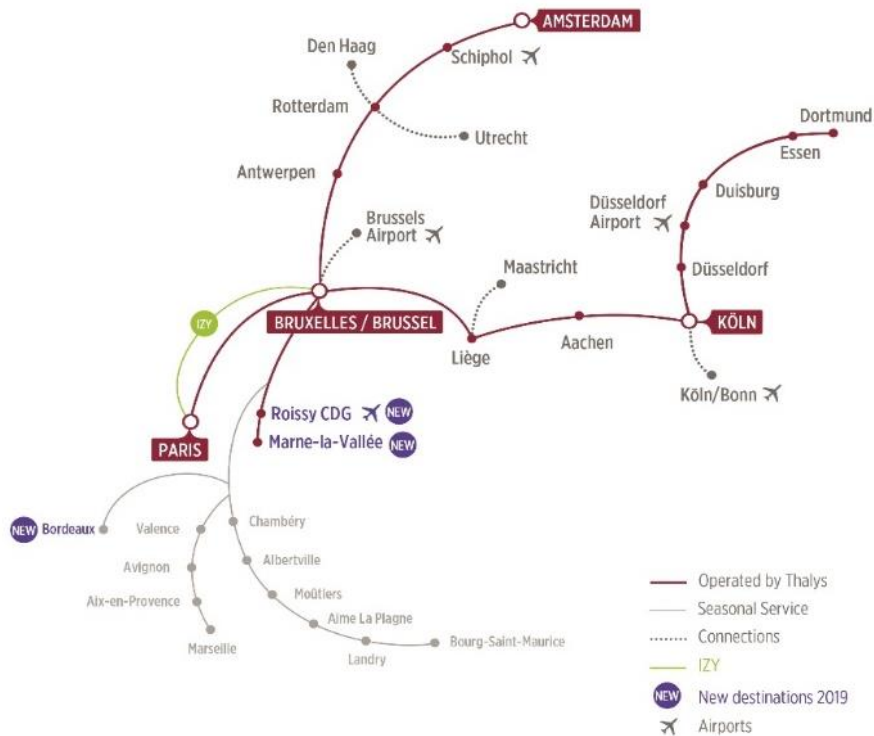 AMSTERDAM
Den Haag
Schiphol
Rotterdam
Utrecht
Dortmund
Essen
Antwerpen
Duisburg
Düsseldorf
Airport
Brussels
Airport
Maastricht
Düsseldorf
IZY
BRUXELLES / BRUSSEL
KÖLN
Aachen
Liège
Köln/Bonn
Roissy CDG NEW
Marne-la-Vallée NEW
PARIS
NEW Bordeaux
Valence
Chambéry
Avignon
Albertville
Aix-en-Provence
Moûtiers
Marseille
Aime La Plagne
Landry
Bourg-Saint-Maurice
Operated by Thalys
Seasonal Service
Connections
IZY
NEW New destinations 2019
Airports